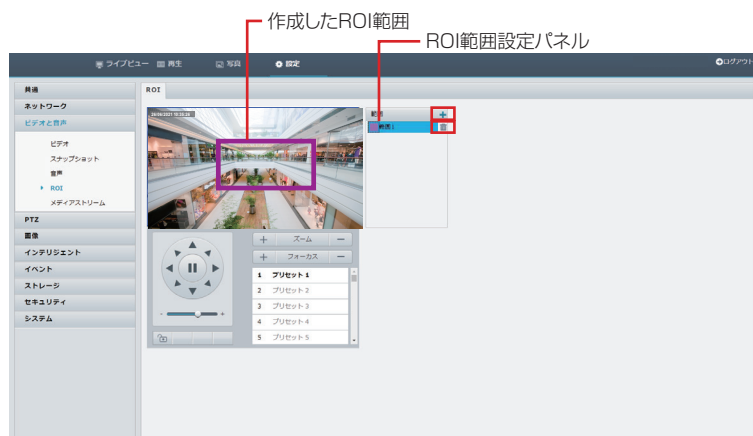 作成したROI範囲
ROI範囲設定パネル
ライブビュー 再生 写真 設定 ログアウト
共通
ネットワーク
ビデオと音声
ビデオ
スナップショット
音声
ROI
メディアストリーム
PTZ
画像
インテリジェント
イベント
ストレージ
セキュリティ
システム
ROI
範囲 +
範囲1
+ ズーム −
+ フォーカス −
1 プリセット 1
2 プリセット 2
3 プリセット 3
4 プリセット 4
5 プリセット 5
- +